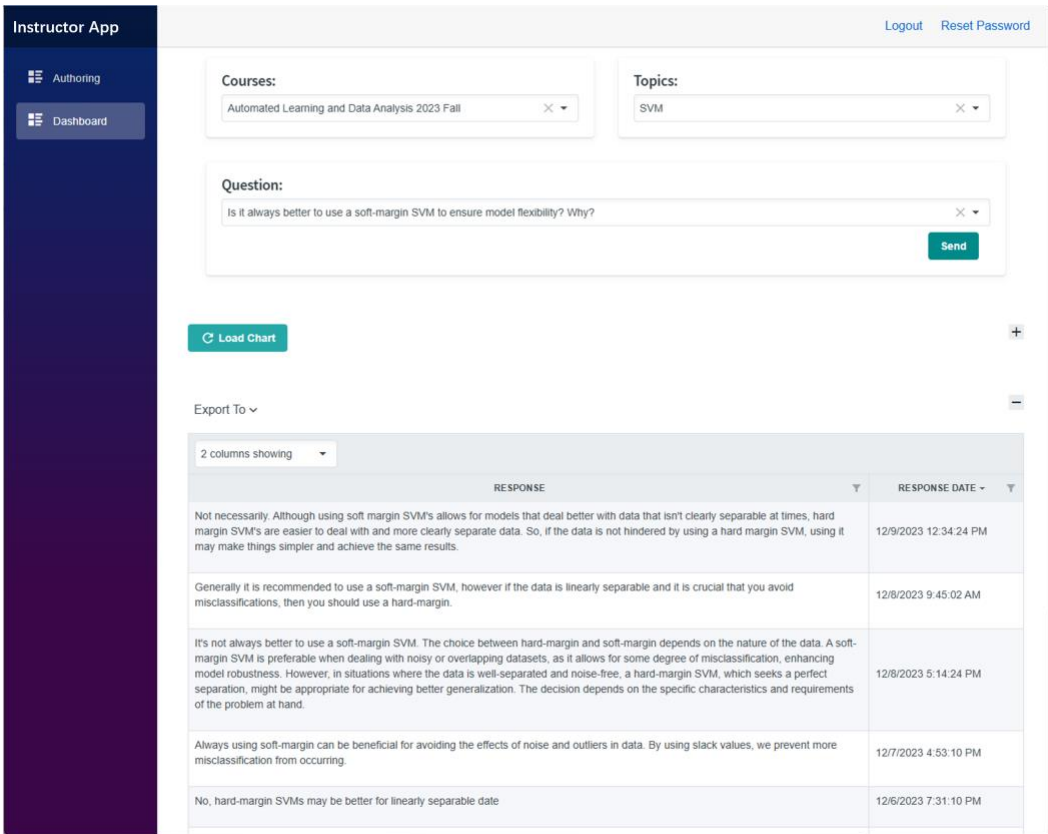 Instructor App
Logout Reset Password
Authoring
Dashboard
Courses:
Automated Learning and Data Analysis 2023 Fall
Topics:
SVM
Question:
Is it always better to use a soft-margin SVM to ensure model flexibility? Why?
Send
Load Chart
Export To
2 columns showing
RESPONSE RESPONSE DATE
Not necessarily. Although using soft margin SVM's allows for models that deal better with data that isn't clearly separable at times, hard
margin SVM's are easier to deal with and more clearly separate data. So, if the data is not hindered by using a hard margin SVM, using it
may make things simpler and achieve the same results.
12/9/2023 12:34:24 PM
Generally it is recommended to use a soft-margin SVM, however if the data is linearly separable and it is crucial that you avoid
misclassifications, then you should use a hard-margin.
12/8/2023 9:45:02 AM
It's not always better to use a soft-margin SVM. The choice between hard-margin and soft-margin depends on the nature of the data. A soft-
margin SVM is preferable when dealing with noisy or overlapping datasets, as it allows for some degree of misclassification, enhancing
model robustness. However, in situations where the data is well-separated and noise-free, a hard-margin SVM, which seeks a perfect
separation, might be appropriate for achieving better generalization. The decision depends on the specific characteristics and requirements
of the problem at hand.
12/8/2023 5:14:24 PM
Always using soft-margin can be beneficial for avoiding the effects of noise and outliers in data. By using slack values, we prevent more
misclassification from occurring.
12/7/2023 4:53:10 PM
No, hard-margin SVMs may be better for linearly separable date
12/6/2023 7:31:10 PM